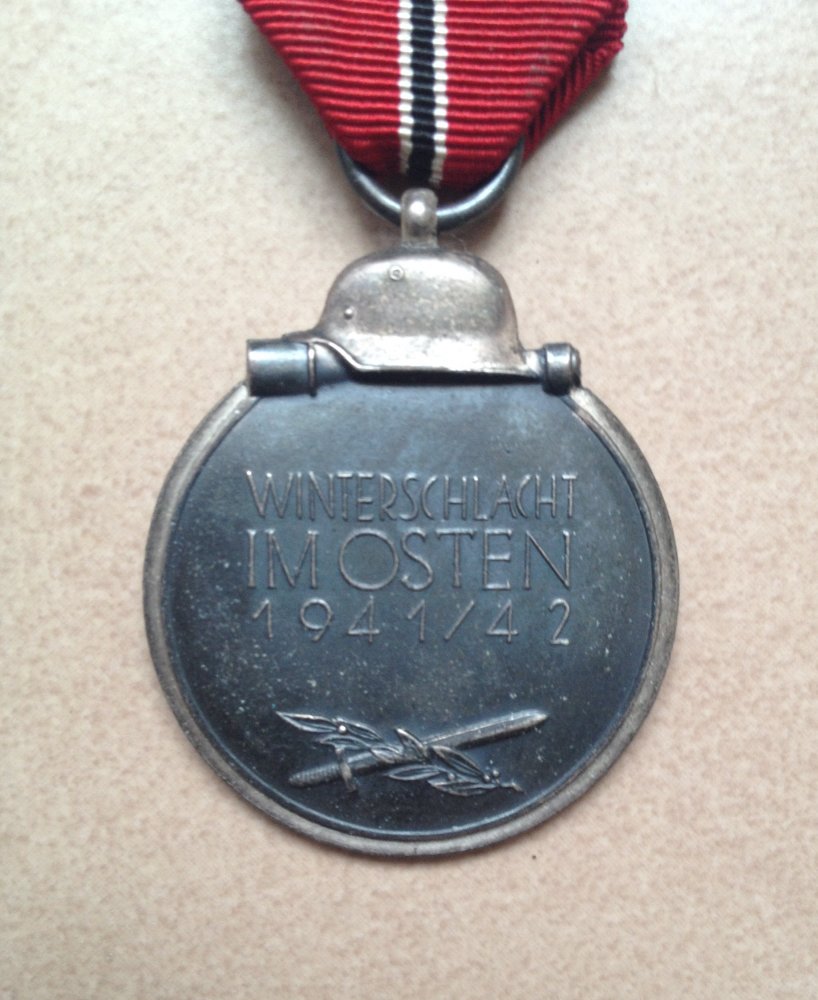 WINTERSCHLACHT
IM OSTEN
1941/42